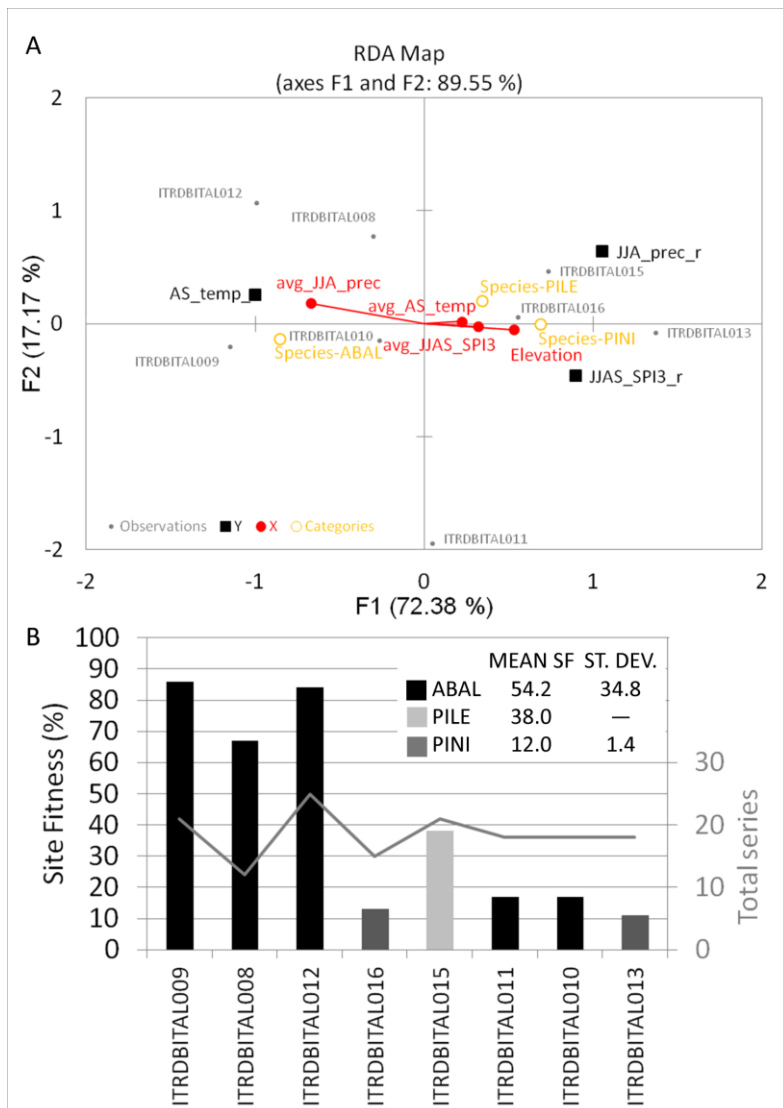 A
RDA Map
(axes F1 and F2: 89.55 %)
2
ITRDBITAL012
ITRDBITAL008
1
JJA_prec_r
ITRDBITAL015
avg_JJA_prec
Species-PILE
AS_temp_
avg_AS_temp
ITRDBITAL016
0
ITRDBITAL010
Species-PINI
ITRDBITAL013
Species-ABAL
avg_JJAS_SPI3
Elevation
ITRDBITAL009
JJAS_SPI3_r
F2 (17.17 %)
-1
Observations Y X Categories
ITRDBITAL011
-2
-2 -1 0 1 2
F1 (72.38 %)
B
MEAN SF ST. DEV.
ABAL 54.2 34.8
PILE 38.0 —
PINI 12.0 1.4
Site Fitness (%)
100
90
80
70
60
50
40
30
20
10
0
30
20
10
0
Total series
ITRDBITAL009
ITRDBITAL008
ITRDBITAL012
ITRDBITAL016
ITRDBITAL015
ITRDBITAL011
ITRDBITAL010
ITRDBITAL013